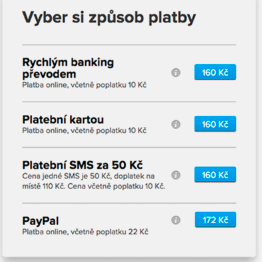 Vyber si způsob platby
Rychlým banking
převodem
Platba online, včetně poplatku 10 Kč
160 Kč
Platební kartou
Platba online, včetně poplatku 10 Kč
160 Kč
Platební SMS za 50 Kč
Cena jedné SMS je 50 Kč, doplatek na
místě 110 Kč. Cena včetně poplatku 10 Kč.
160 Kč
PayPal
Platba online, včetně poplatku 22 Kč
172 Kč